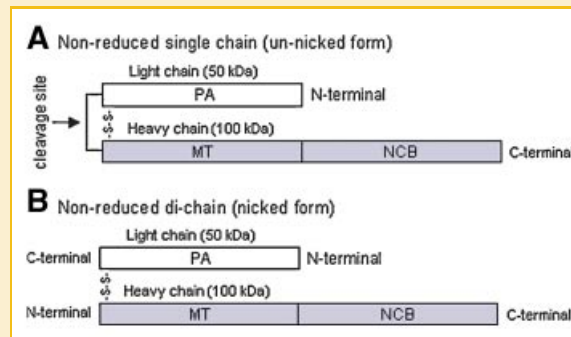 A Non-reduced single chain (un-nicked form)
Light chain (50 kDa)
PA N-terminal
cleavage site
-S-S-
Heavy chain (100 kDa)
MT NCB C-terminal
B Non-reduced di-chain (nicked form)
Light chain (50 kDa)
C-terminal PA N-terminal
-S-S-
Heavy chain (100 kDa)
N-terminal MT NCB C-terminal